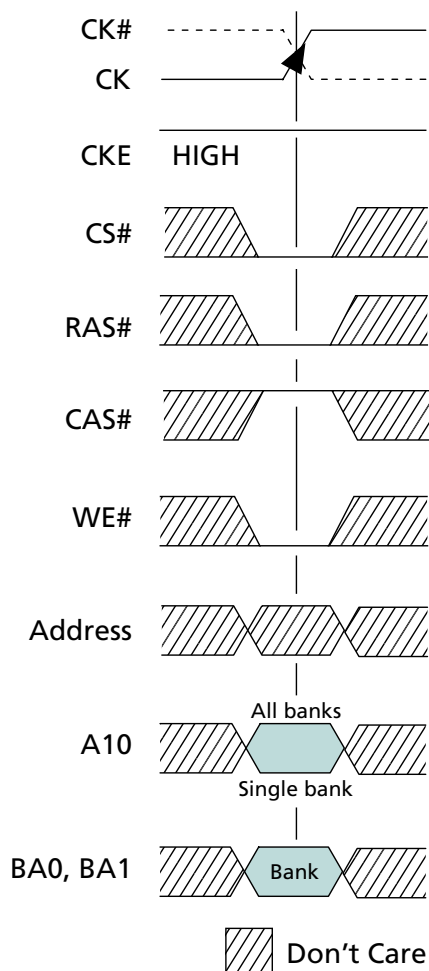 CK#
CK
CKE HIGH
CS#
RAS#
CAS#
WE#
Address
All banks
A10
Single bank
BA0, BA1 Bank
Don't Care